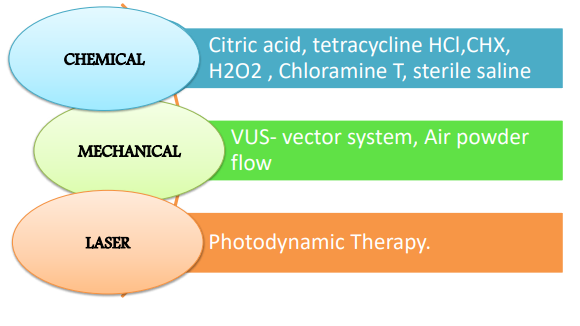 CHEMICAL
Citric acid, tetracycline HCl,CHX,
H2O2 , Chloramine T, sterile saline
MECHANICAL
VUS- vector system, Air powder
flow
LASER
Photodynamic Therapy.